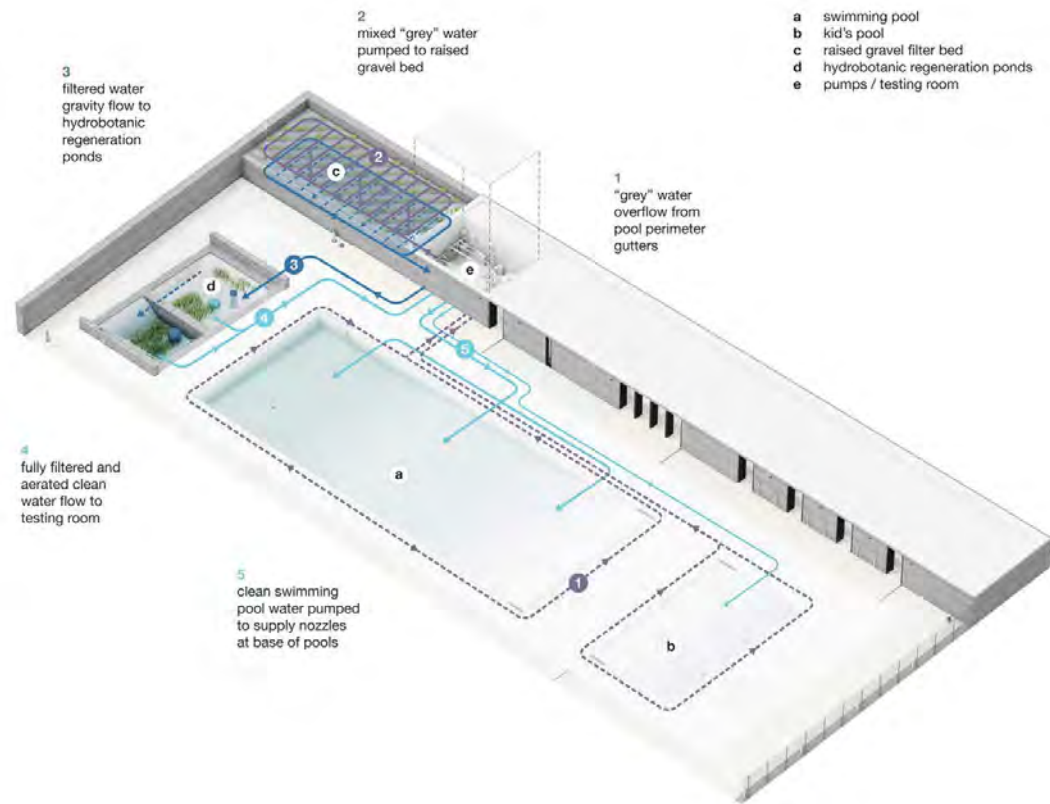 2
mixed “grey” water
pumped to raised
gravel bed
a swimming pool
b kid's pool
c raised gravel filter bed
d hydrobotanic regeneration ponds
e pumps / testing room
3
filtered water
gravity flow to
hydrobotanic
regeneration
ponds
2
c
1
“grey” water
overflow from
pool perimeter
gutters
e
3
d
4
5
4
fully filtered and
aerated clean
water flow to
testing room
a
5
clean swimming
pool water pumped
to supply nozzles
at base of pools
1
b